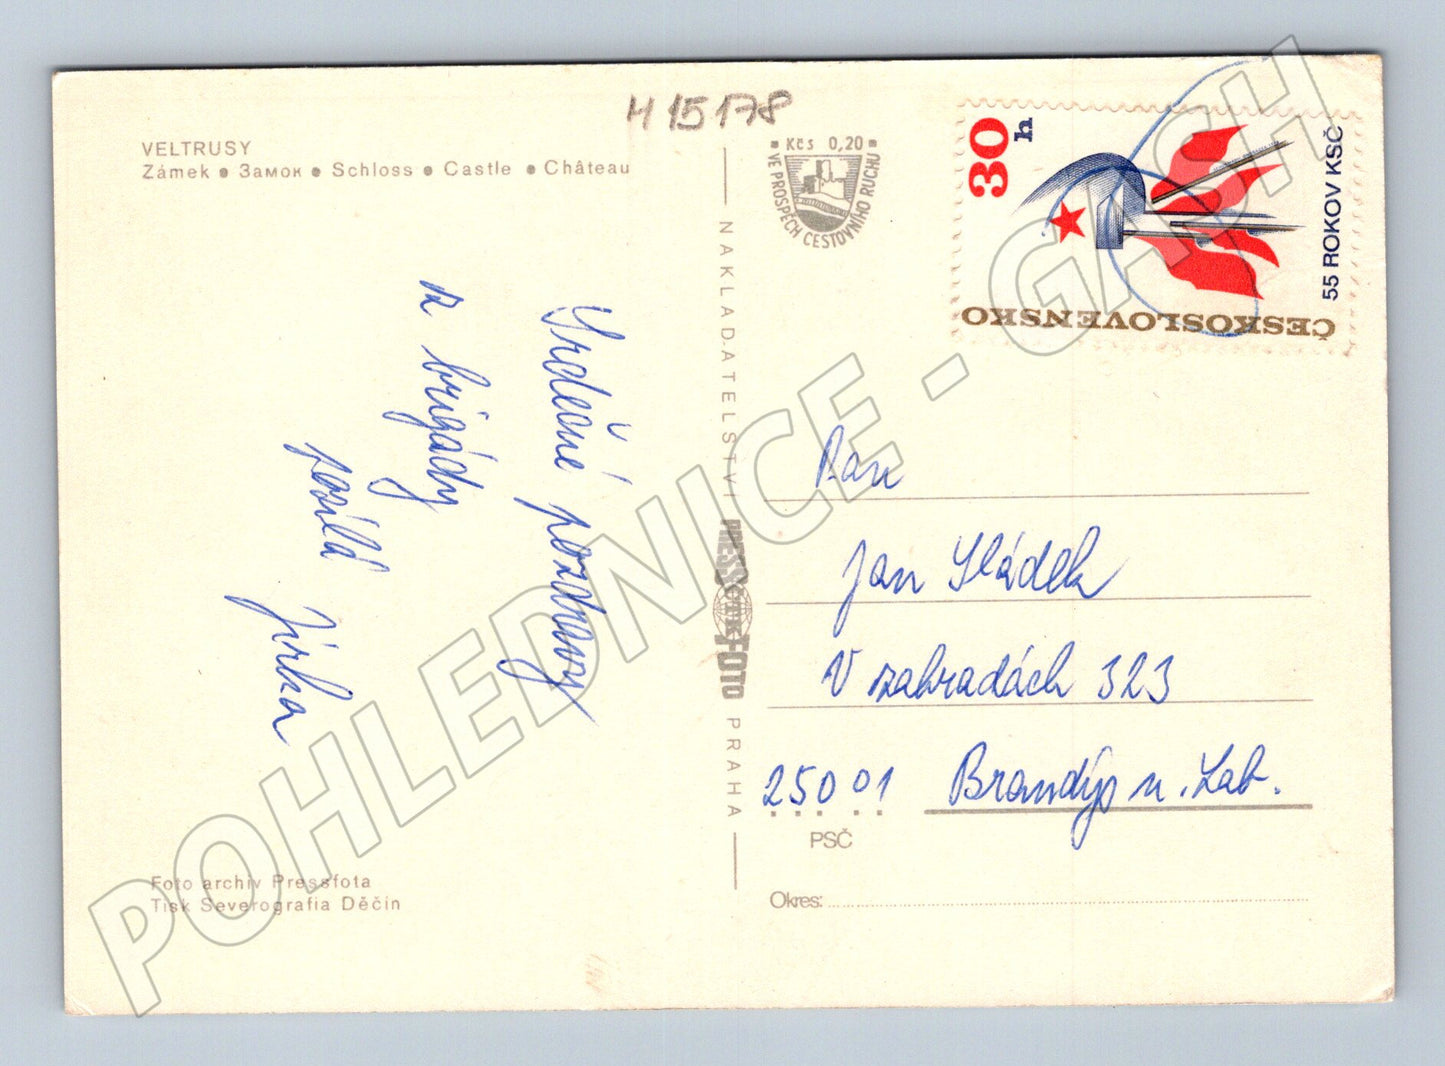 H 15178
VELTRUSY
Zámek • Замок • Schloss • Castle • Château
Kčs 0,20
VE PROSPĚCH CESTOVNÍHO RUCHU
30 h
55 ROKOV KSČ
ČESKOSLOVENSKO
Srdečné pozdravy
z brigády
posílá
Jirka
NAKLADATELSTVÍ PRESSFOTO PRAHA
ČTK
Pan
Jan Sládek
V zahradách 323
250 01 Brandýs n. Lab.
PSČ
Okres:
Foto archiv Pressfota
Tisk Severografia Děčín
POHLEDNICE - GASH